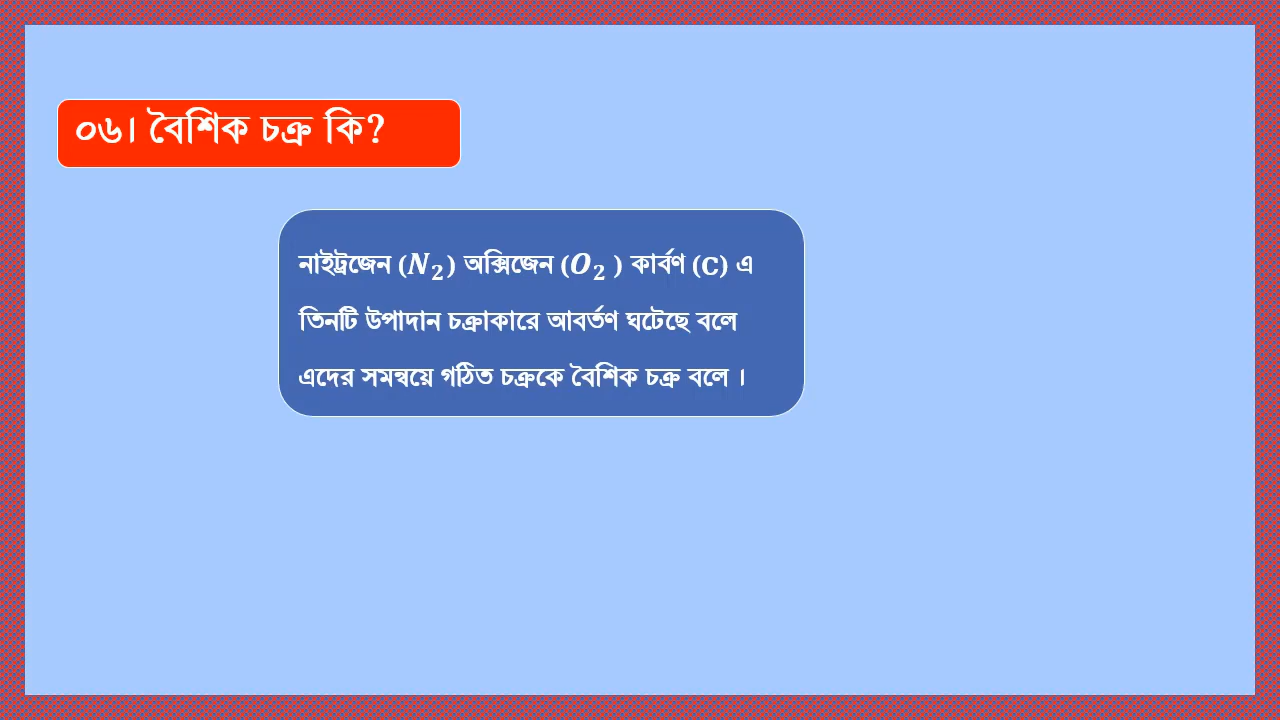 ০৬। বৈশিক চক্র কি?
নাইট্রজেন (N₂) অক্সিজেন (O₂ ) কার্বণ (C) এ
তিনটি উপাদান চক্রাকারে আবর্তণ ঘটেছে বলে
এদের সমন্বয়ে গঠিত চক্রকে বৈশিক চক্র বলে ।